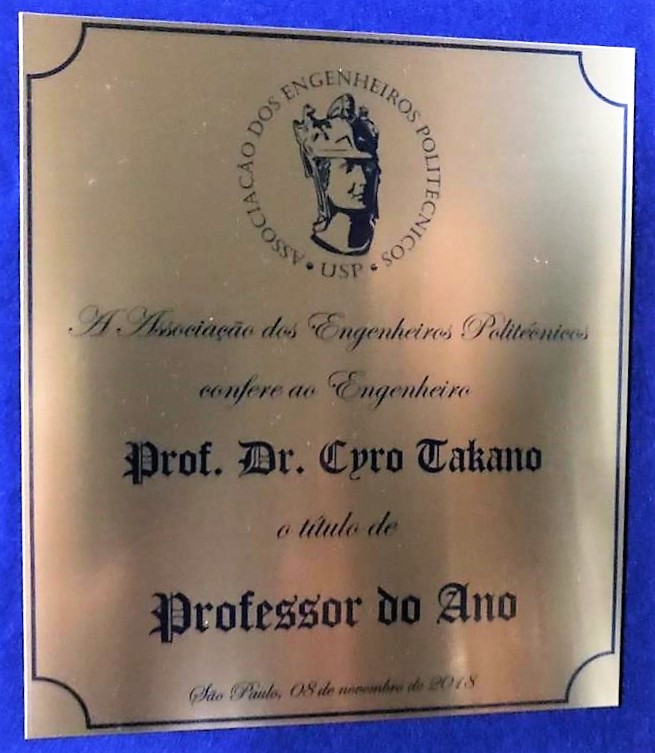 ASSOCIAÇÃO DOS ENGENHEIROS POLITÉCNICOS
• USP •
A Associação dos Engenheiros Politécnicos
confere ao Engenheiro
Prof. Dr. Cyro Takano
o título de
Professor do Ano
São Paulo, 08 de novembro de 2018